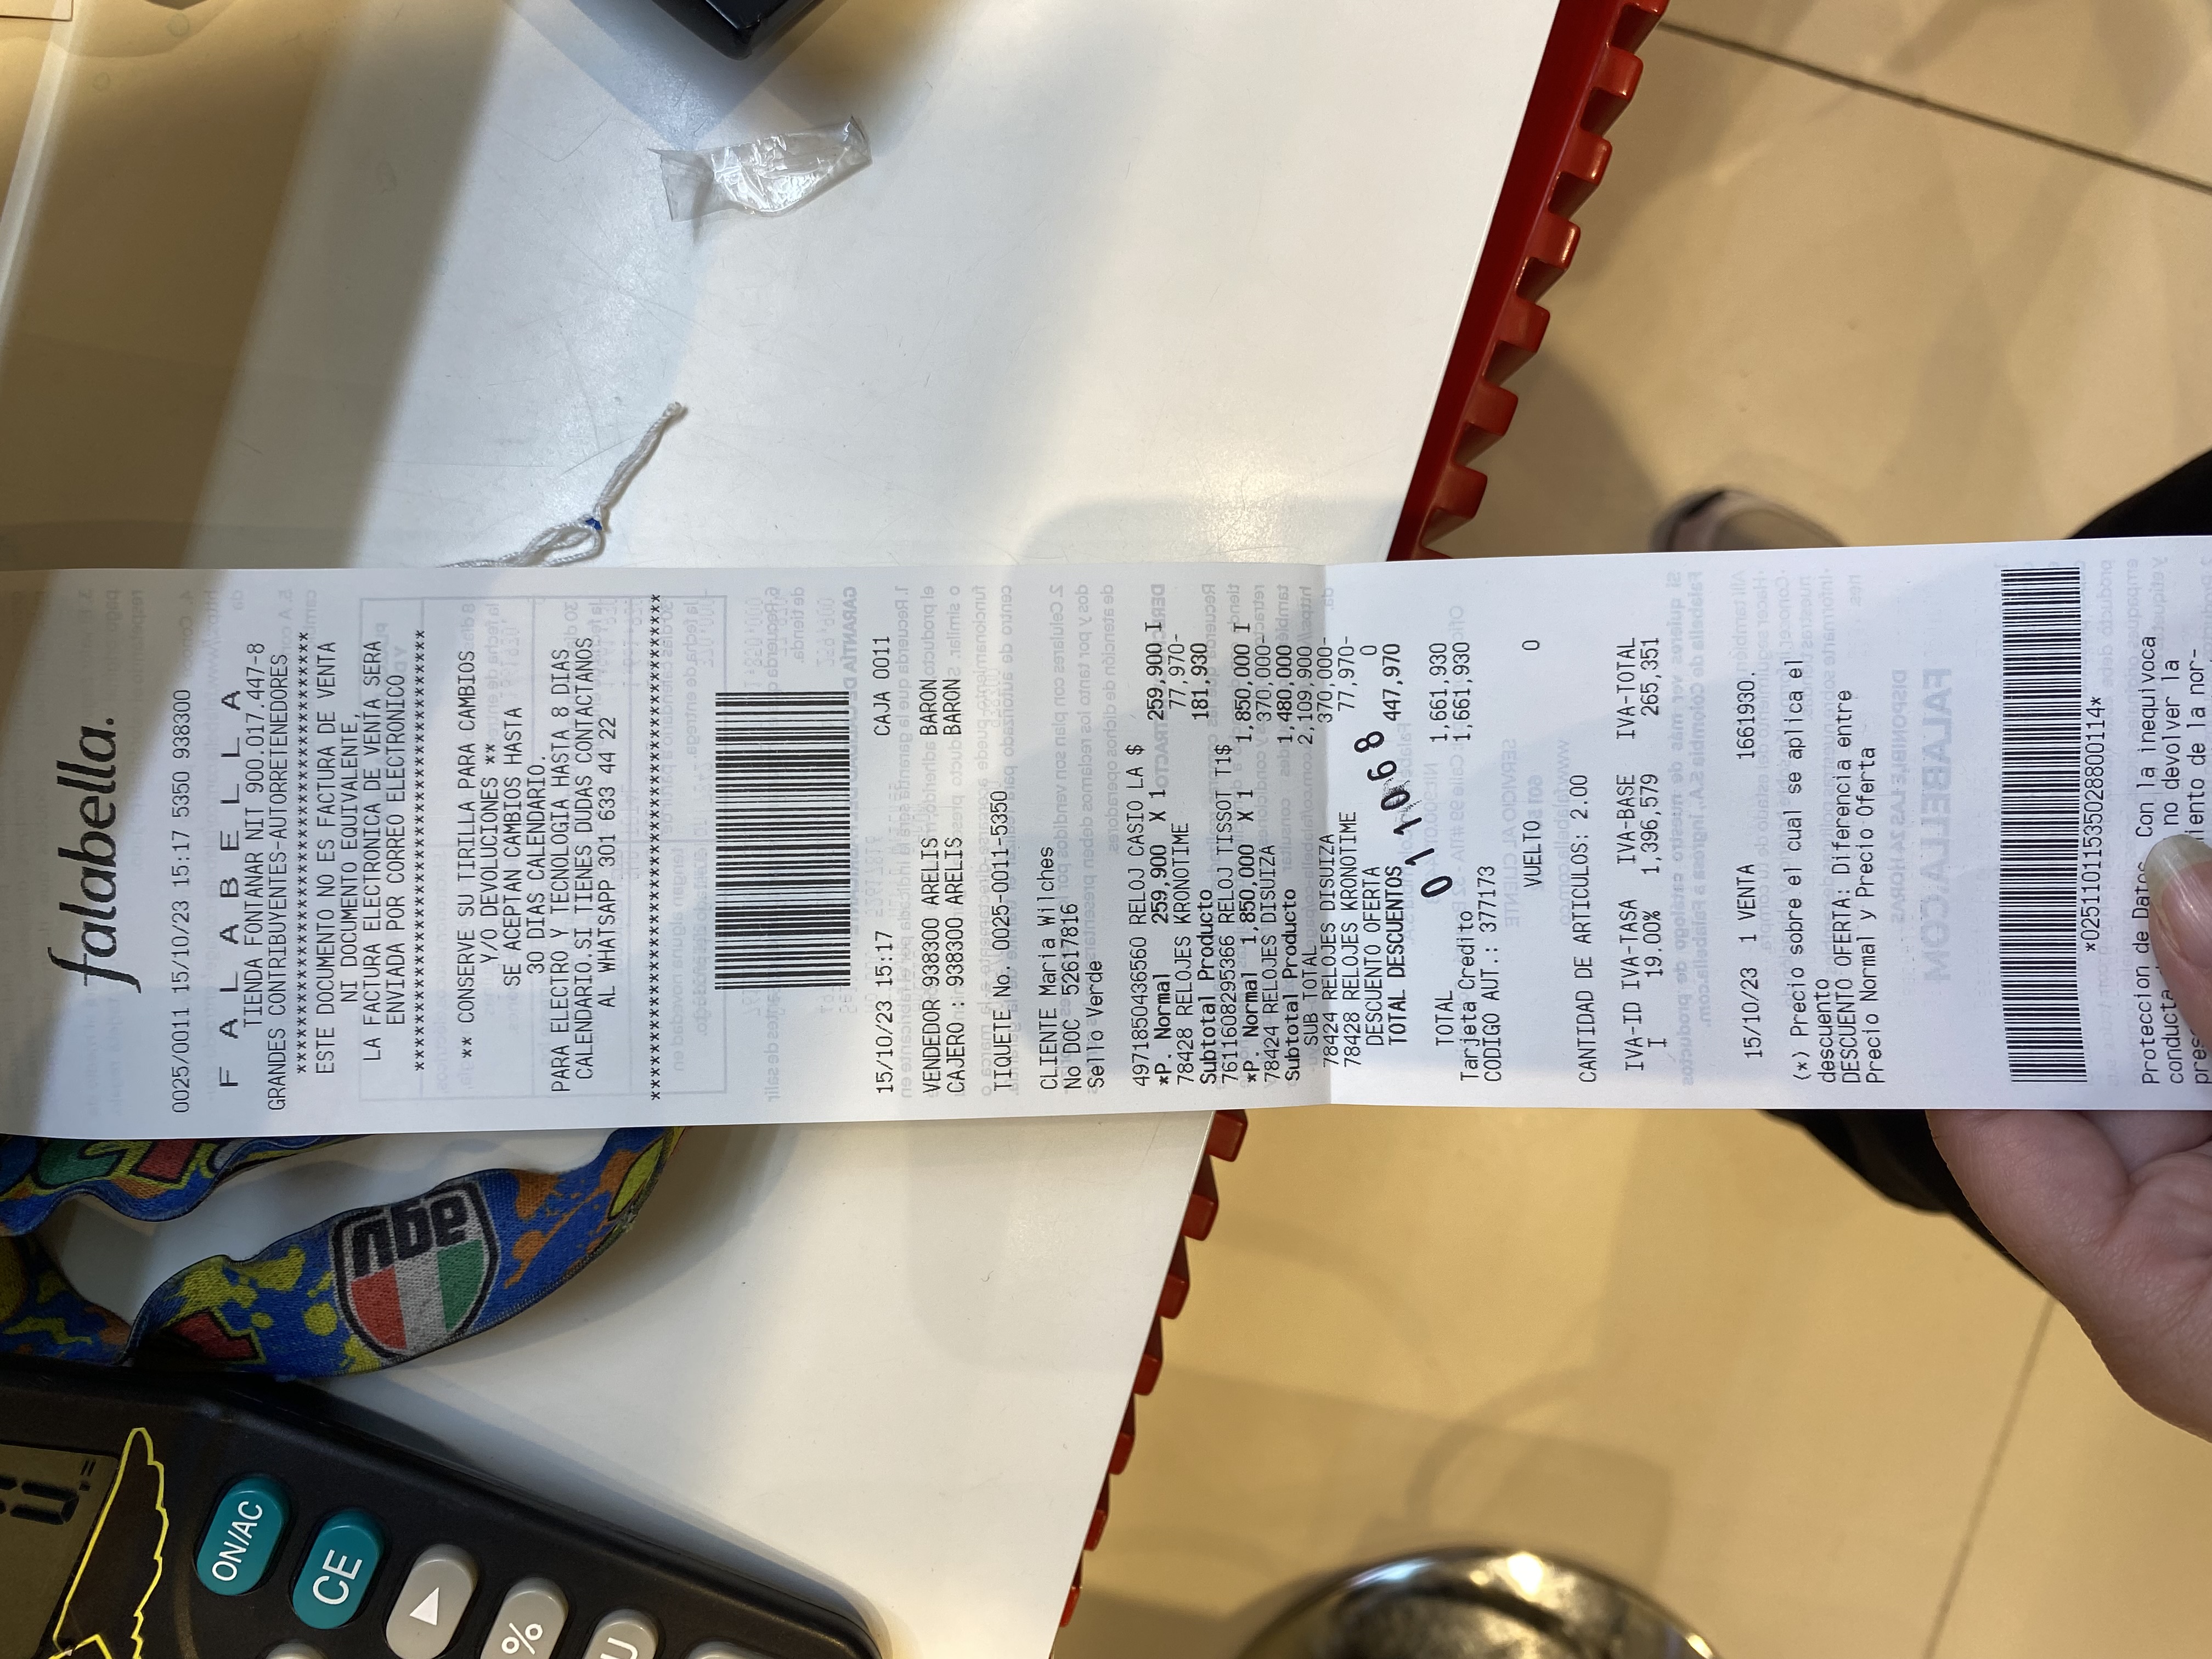 falabella.
0025/0011 15/10/23 15:17 5350 938300
F A L A B E L L A
TIENDA FONTANAR NIT 900.017.447-8
GRANDES CONTRIBUYENTES-AUTORRETENEDORES
********************************
ESTE DOCUMENTO NO ES FACTURA DE VENTA
NI DOCUMENTO EQUIVALENTE,
LA FACTURA ELECTRONICA DE VENTA SERA
ENVIADA POR CORREO ELECTRONICO
********************************
** CONSERVE SU TIRILLA PARA CAMBIOS
Y/O DEVOLUCIONES **
SE ACEPTAN CAMBIOS HASTA
30 DIAS CALENDARIO.
PARA ELECTRO Y TECNOLOGIA HASTA 8 DIAS
CALENDARIO.SI TIENES DUDAS CONTACTANOS
AL WHATSAPP 301 633 44 22
****************************************
15/10/23 15:17 CAJA 0011
VENDEDOR 938300 ARELIS BARON
CAJERO : 938300 ARELIS BARON
TIQUETE No. 0025-0011-5350
CLIENTE Maria Wilches
No DOC 52617816
Sello Verde
4971850436560 RELOJ CASIO LA $
*P. Normal 259,900 X 1 259,900 I
78428 RELOJES KRONOTIME 77,970-
Subtotal Producto 181,930
7611608295366 RELOJ TISSOT T1$
*P. Normal 1,850,000 X 1 1,850,000 I
78424 RELOJES DISUIZA 370,000-
Subtotal Producto 1,480,000
SUB TOTAL 2,109,900
78424 RELOJES DISUIZA 370,000-
78428 RELOJES KRONOTIME 77,970-
DESCUENTO OFERTA 0
TOTAL DESCUENTOS 447,970
0 1 1068
TOTAL 1,661,930
Tarjeta Credito 1,661,930
CODIGO AUT.: 377173
VUELTO 0
CANTIDAD DE ARTICULOS: 2.00
IVA-ID IVA-TASA IVA-BASE IVA-TOTAL
I 19.00% 1,396,579 265,351
15/10/23 1 VENTA 1661930.
(*) Precio sobre el cual se aplica el
descuento
DESCUENTO OFERTA: Diferencia entre
Precio Normal y Precio Oferta
*02511011535028800114*
Proteccion de Datos Con la inequivoca
conducta no devolver la
iento de la nor-
ABV
ON/AC
CE
%